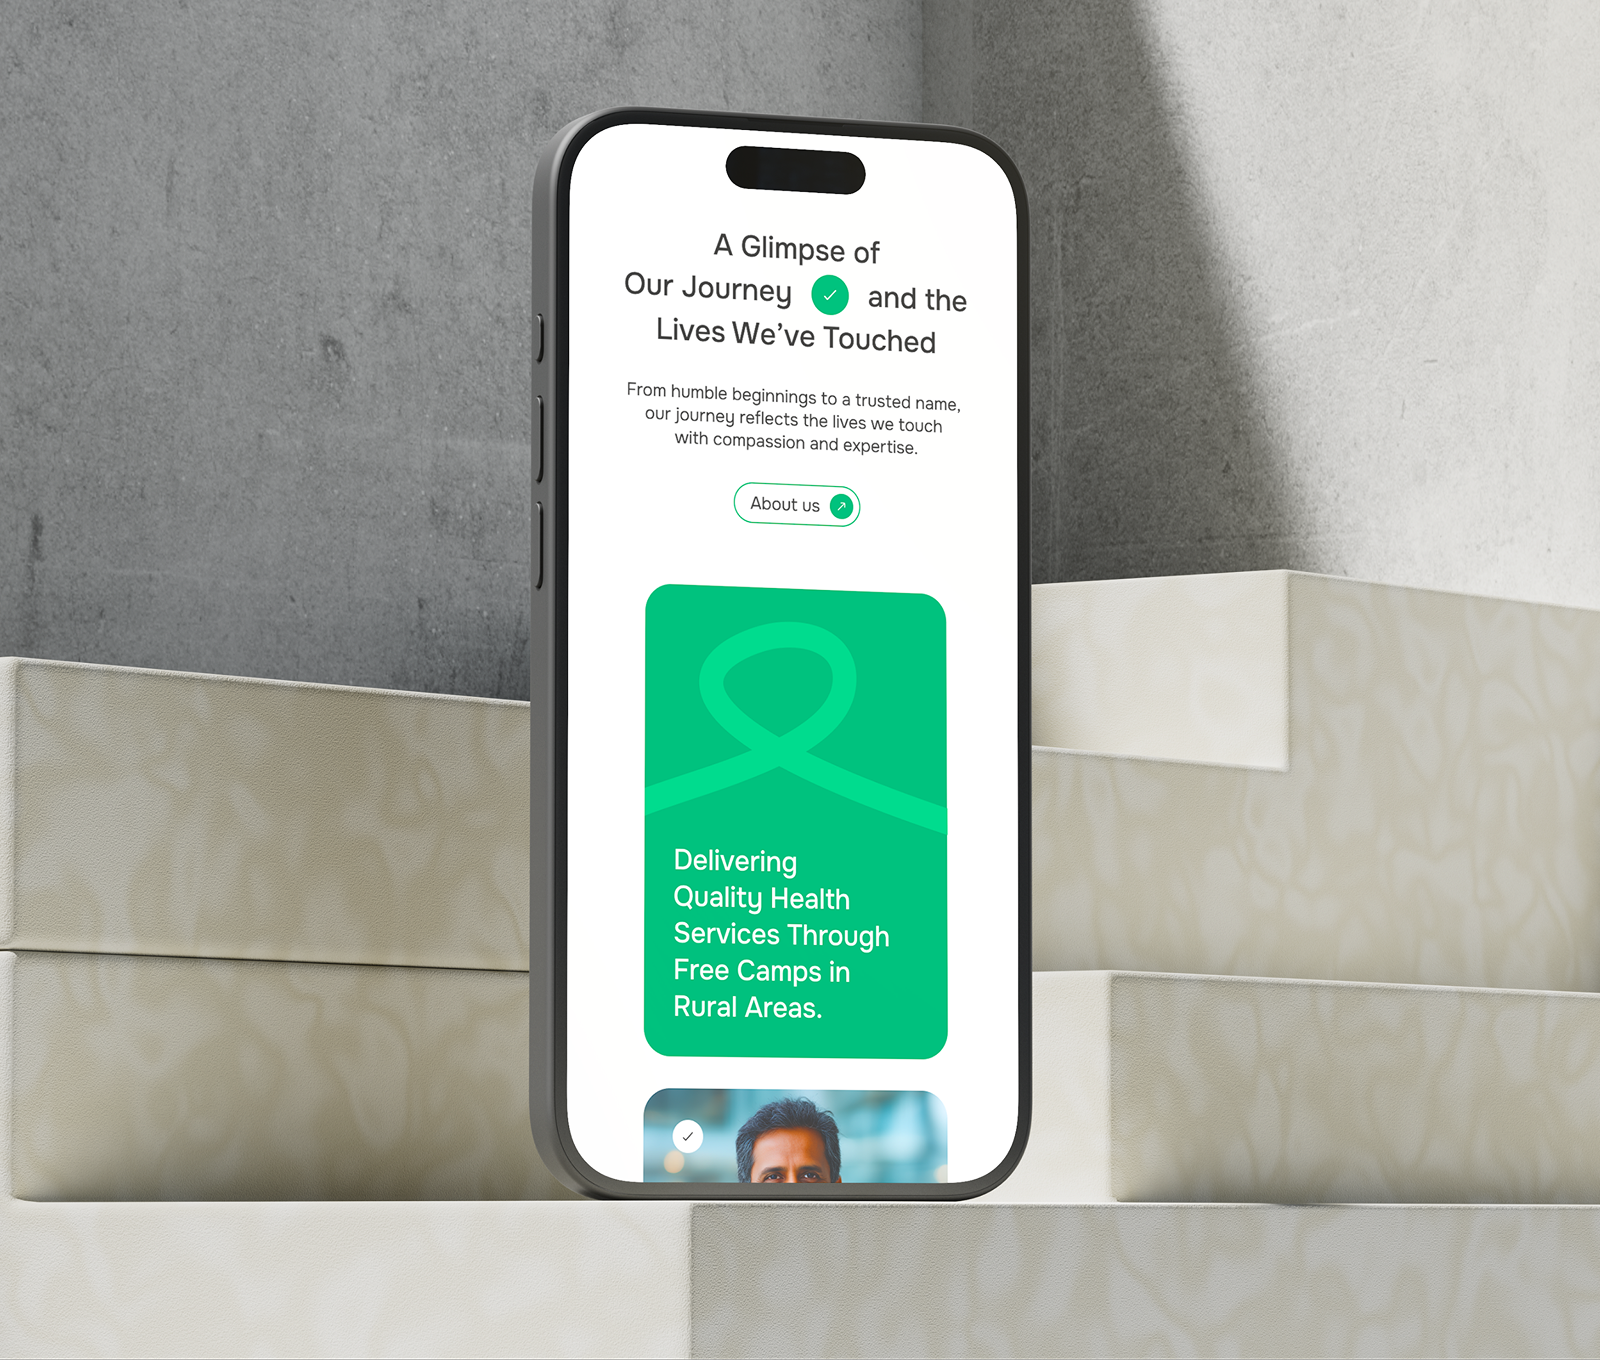 A Glimpse of
Our Journey and the
Lives We’ve Touched
From humble beginnings to a trusted name,
our journey reflects the lives we touch
with compassion and expertise.
About us
Delivering
Quality Health
Services Through
Free Camps in
Rural Areas.